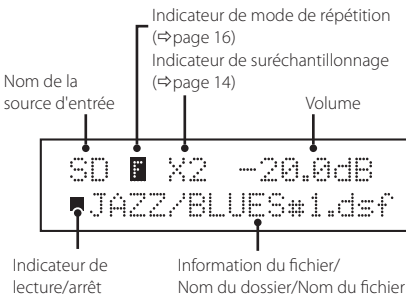 Indicateur de mode de répétition
(⇨page 16)
Indicateur de suréchantillonnage
(⇨page 14)
Nom de la
source d'entrée
Volume
SD F X2 -20.0dB
JAZZ/BLUES#1.dsf
Indicateur de
lecture/arrêt
Information du fichier/
Nom du dossier/Nom du fichier